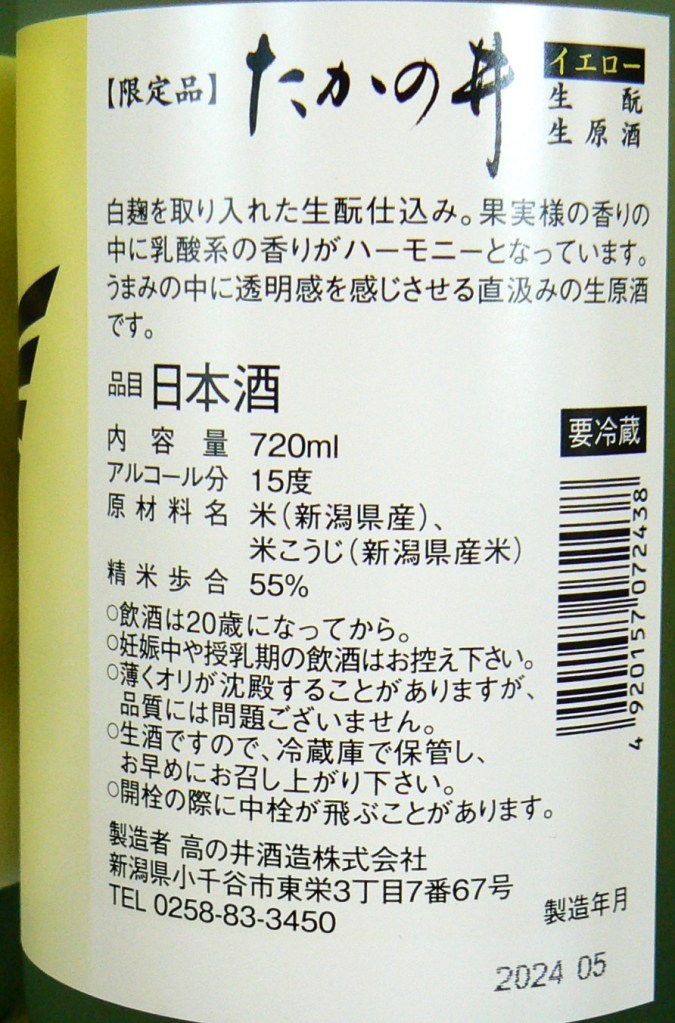 【限定品】 たかの井 イエロー
生酛
生原酒
白麹を取り入れた生酛仕込み。果実様の香りの
中に乳酸系の香りがハーモニーとなっています。
うまみの中に透明感を感じさせる直汲みの生原酒
です。
品目 日本酒
要冷蔵
内容量 720ml
アルコール分 15度
原材料名 米(新潟県産)、
米こうじ(新潟県産米)
精米歩合 55%
4 920157 072438
○飲酒は20歳になってから。
○妊娠中や授乳期の飲酒はお控え下さい。
○薄くオリが沈殿することがありますが、
品質には問題ございません。
○生酒ですので、冷蔵庫で保管し、
お早めにお召し上がり下さい。
○開栓の際に中栓が飛ぶことがあります。
製造者 高の井酒造株式会社
新潟県小千谷市東栄3丁目7番67号
TEL 0258-83-3450
製造年月
2024 05